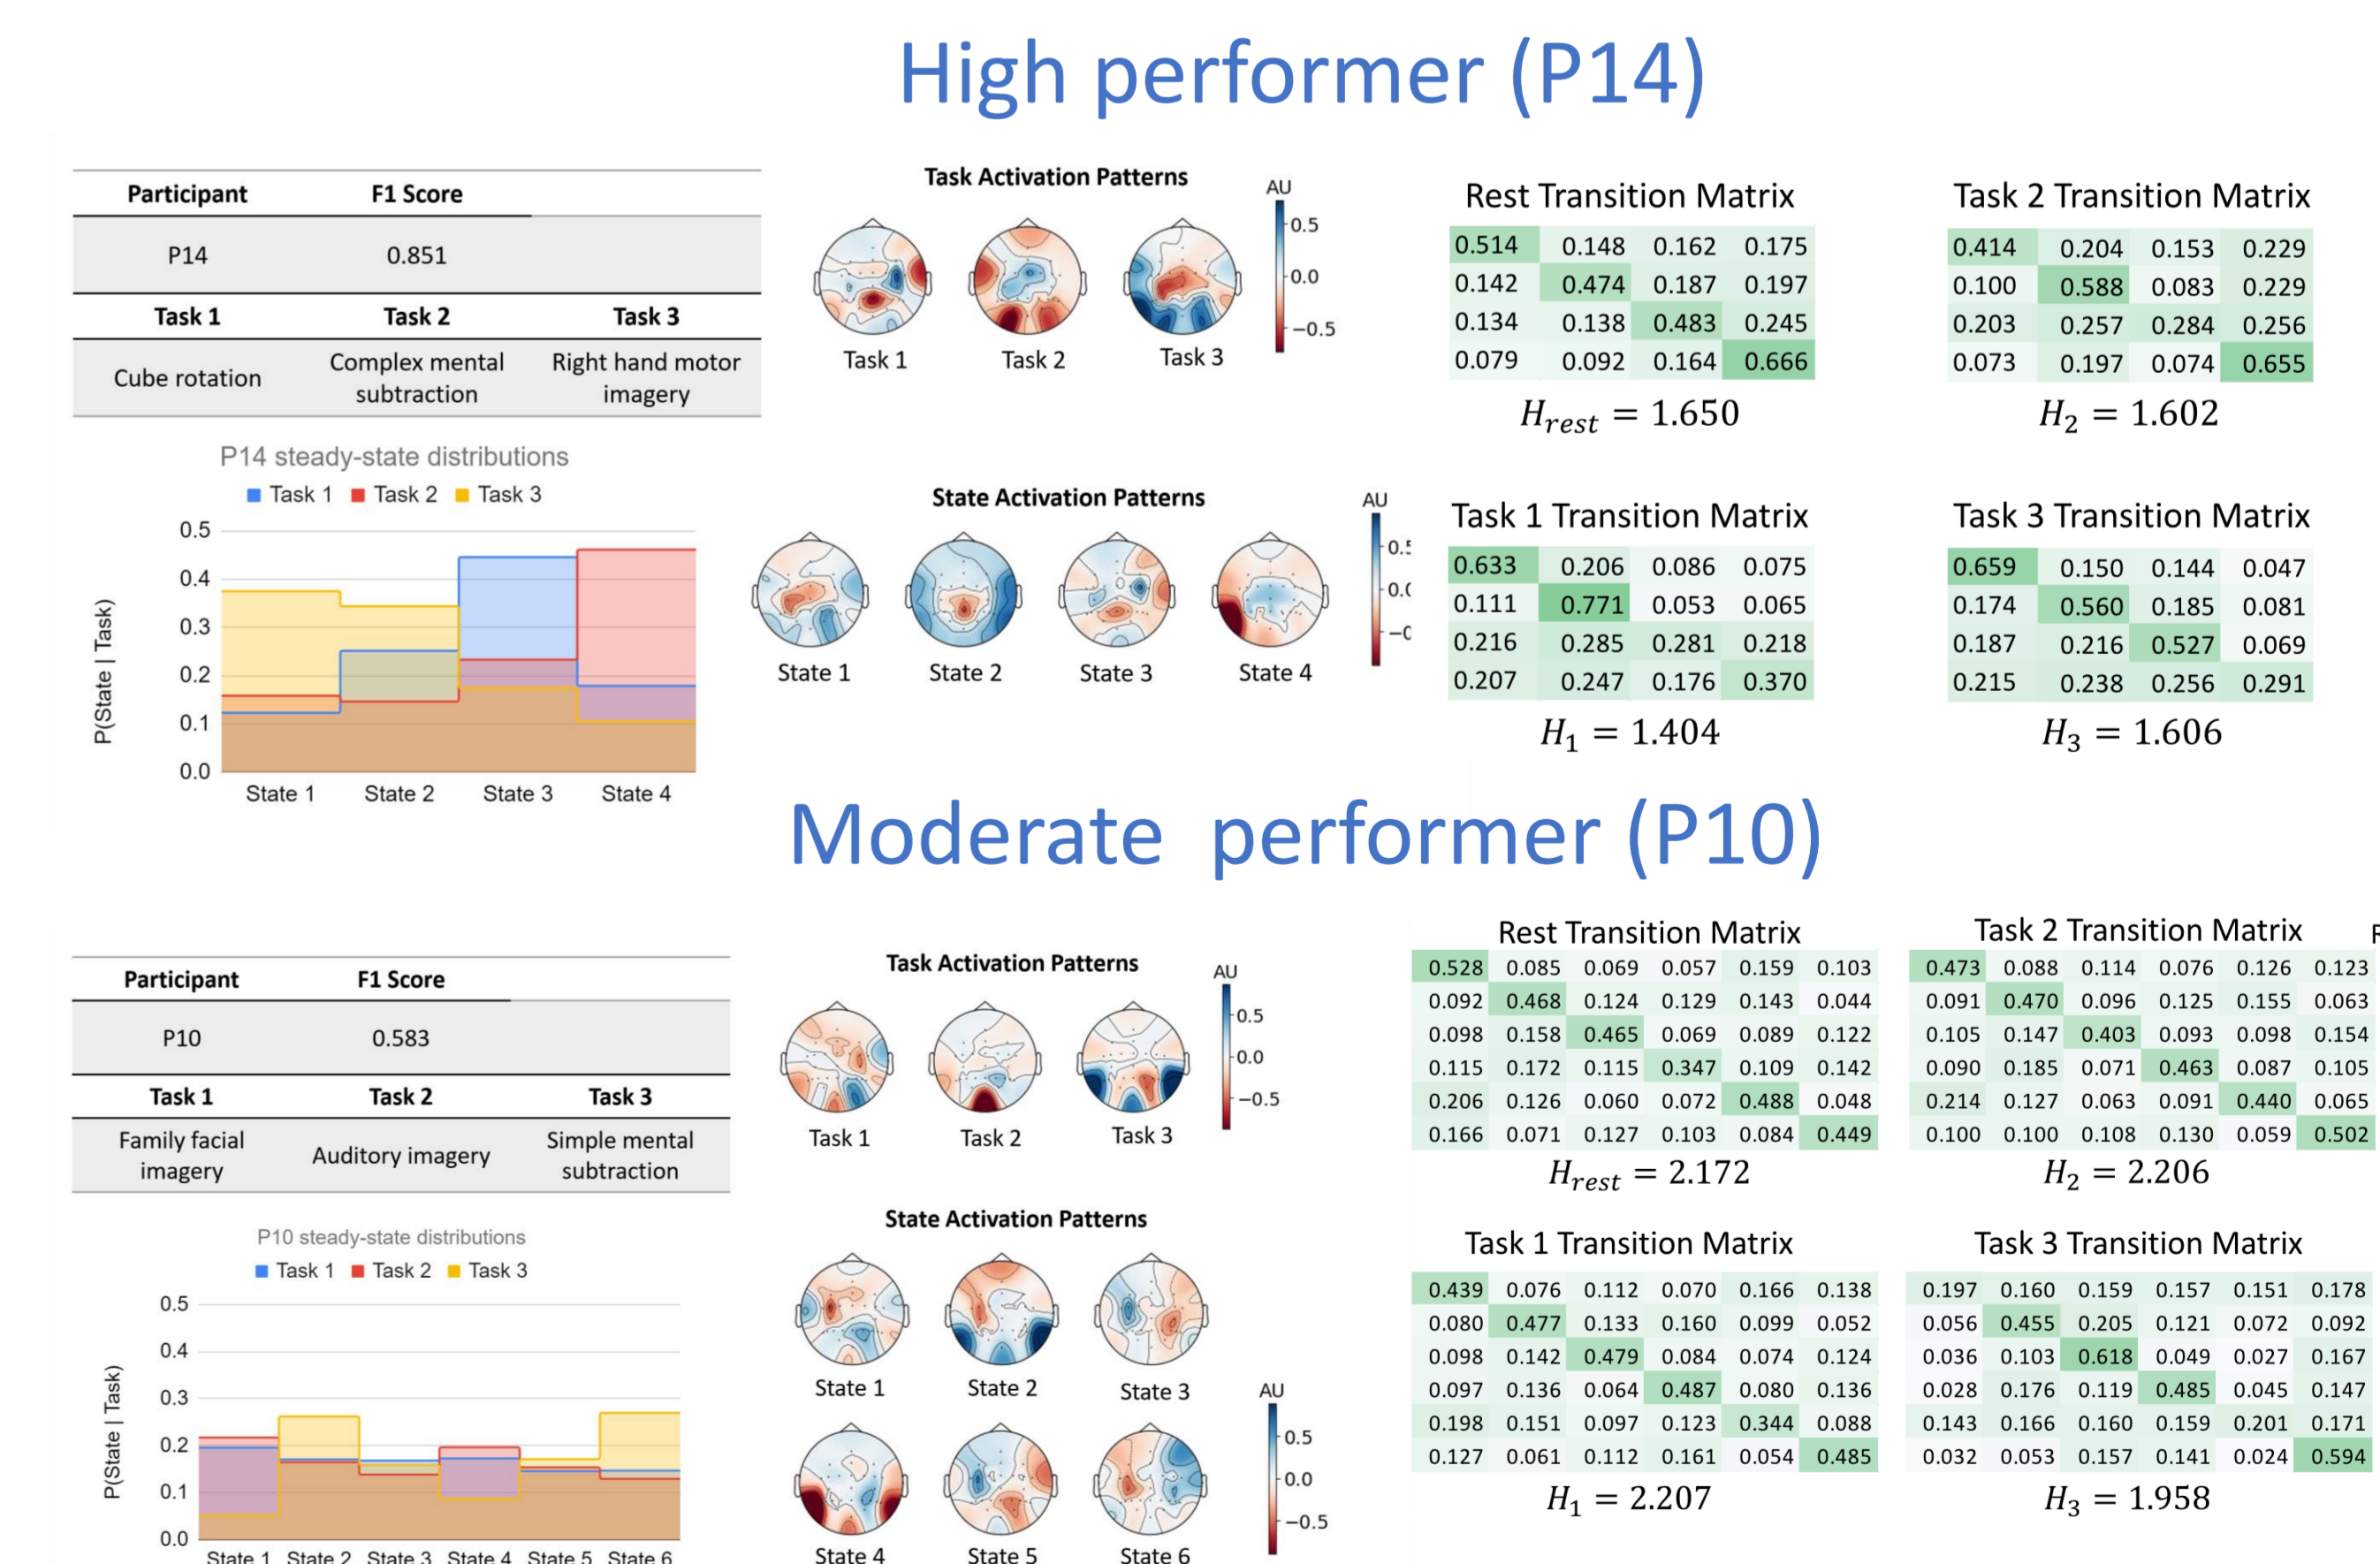 High performer (P14)
Participant F1 Score
P14 0.851
Task 1 Task 2 Task 3
Cube rotation Complex mental subtraction Right hand motor imagery
P14 steady-state distributions
Task 1 Task 2 Task 3
P(State | Task)
0.5
0.4
0.3
0.2
0.1
0.0
State 1 State 2 State 3 State 4
Task Activation Patterns
AU
0.5
0.0
−0.5
Task 1 Task 2 Task 3
State Activation Patterns
AU
State 1 State 2 State 3 State 4
Rest Transition Matrix
0.514 0.148 0.162 0.175
0.142 0.474 0.187 0.197
0.134 0.138 0.483 0.245
0.079 0.092 0.164 0.666
H_rest = 1.650
Task 2 Transition Matrix
0.414 0.204 0.153 0.229
0.100 0.588 0.083 0.229
0.203 0.257 0.284 0.256
0.073 0.197 0.074 0.655
H_2 = 1.602
Task 1 Transition Matrix
0.633 0.206 0.086 0.075
0.111 0.771 0.053 0.065
0.216 0.285 0.281 0.218
0.207 0.247 0.176 0.370
H_1 = 1.404
Task 3 Transition Matrix
0.659 0.150 0.144 0.047
0.174 0.560 0.185 0.081
0.187 0.216 0.527 0.069
0.215 0.238 0.256 0.291
H_3 = 1.606
Moderate performer (P10)
Participant F1 Score
P10 0.583
Task 1 Task 2 Task 3
Family facial imagery Auditory imagery Simple mental subtraction
P10 steady-state distributions
Task 1 Task 2 Task 3
P(State | Task)
0.5
0.4
0.3
0.2
0.1
0.0
State 1 State 2 State 3 State 4 State 5 State 6
Task Activation Patterns
AU
0.5
0.0
−0.5
Task 1 Task 2 Task 3
State Activation Patterns
State 1 State 2 State 3
AU
0.5
0.0
−0.5
State 4 State 5 State 6
Rest Transition Matrix
0.528 0.085 0.069 0.057 0.159 0.103
0.092 0.468 0.124 0.129 0.143 0.044
0.098 0.158 0.465 0.069 0.089 0.122
0.115 0.172 0.115 0.347 0.109 0.142
0.206 0.126 0.060 0.072 0.488 0.048
0.166 0.071 0.127 0.103 0.084 0.449
H_rest = 2.172
Task 2 Transition Matrix
0.473 0.088 0.114 0.076 0.126 0.123
0.091 0.470 0.096 0.125 0.155 0.063
0.105 0.147 0.403 0.093 0.098 0.154
0.090 0.185 0.071 0.463 0.087 0.105
0.214 0.127 0.063 0.091 0.440 0.065
0.100 0.100 0.108 0.130 0.059 0.502
H_2 = 2.206
Task 1 Transition Matrix
0.439 0.076 0.112 0.070 0.166 0.138
0.080 0.477 0.133 0.160 0.099 0.052
0.098 0.142 0.479 0.084 0.074 0.124
0.097 0.136 0.064 0.487 0.080 0.136
0.198 0.151 0.097 0.123 0.344 0.088
0.127 0.061 0.112 0.161 0.054 0.485
H_1 = 2.207
Task 3 Transition Matrix
0.197 0.160 0.159 0.157 0.151 0.178
0.056 0.455 0.205 0.121 0.072 0.092
0.036 0.103 0.618 0.049 0.027 0.167
0.028 0.176 0.119 0.485 0.045 0.147
0.143 0.166 0.160 0.159 0.201 0.171
0.032 0.053 0.157 0.141 0.024 0.594
H_3 = 1.958